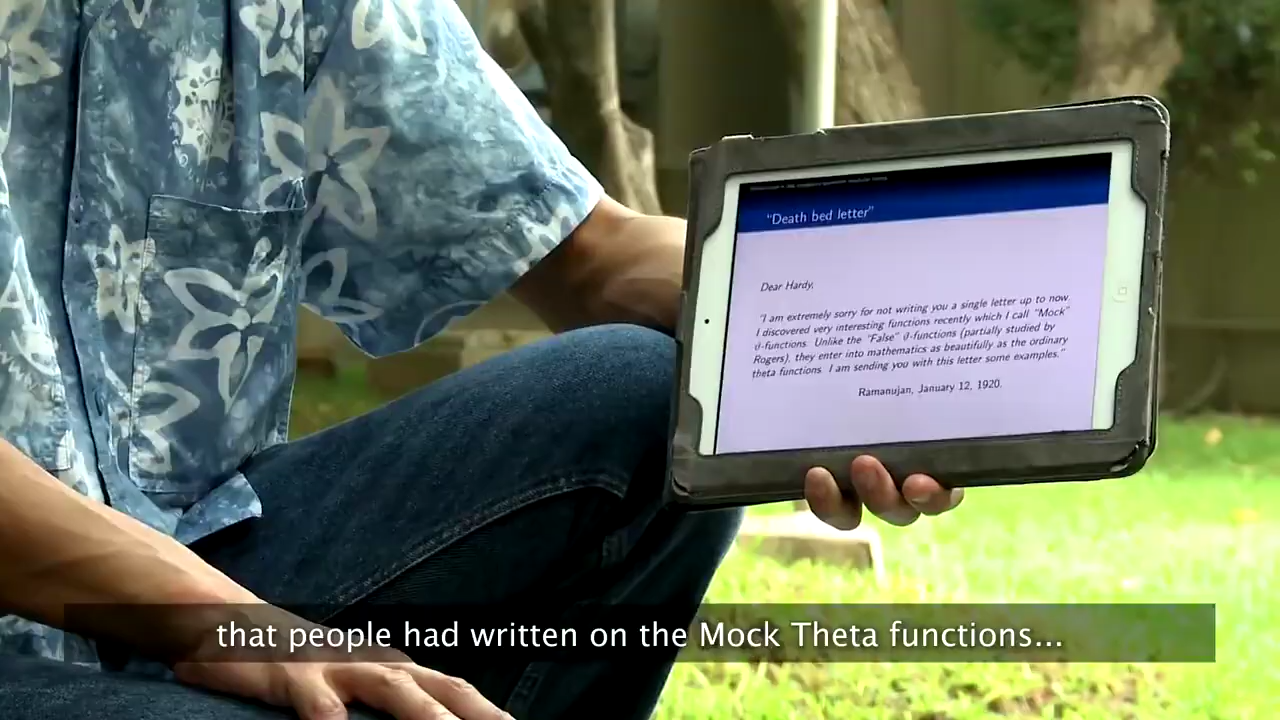 "Death bed letter"
Dear Hardy,
"I am extremely sorry for not writing you a single letter up to now.
I discovered very interesting functions recently which I call "Mock"
ϑ-functions. Unlike the "False" ϑ-functions (partially studied by
Rogers), they enter into mathematics as beautifully as the ordinary
theta functions. I am sending you with this letter some examples."
Ramanujan, January 12, 1920.
that people had written on the Mock Theta functions...